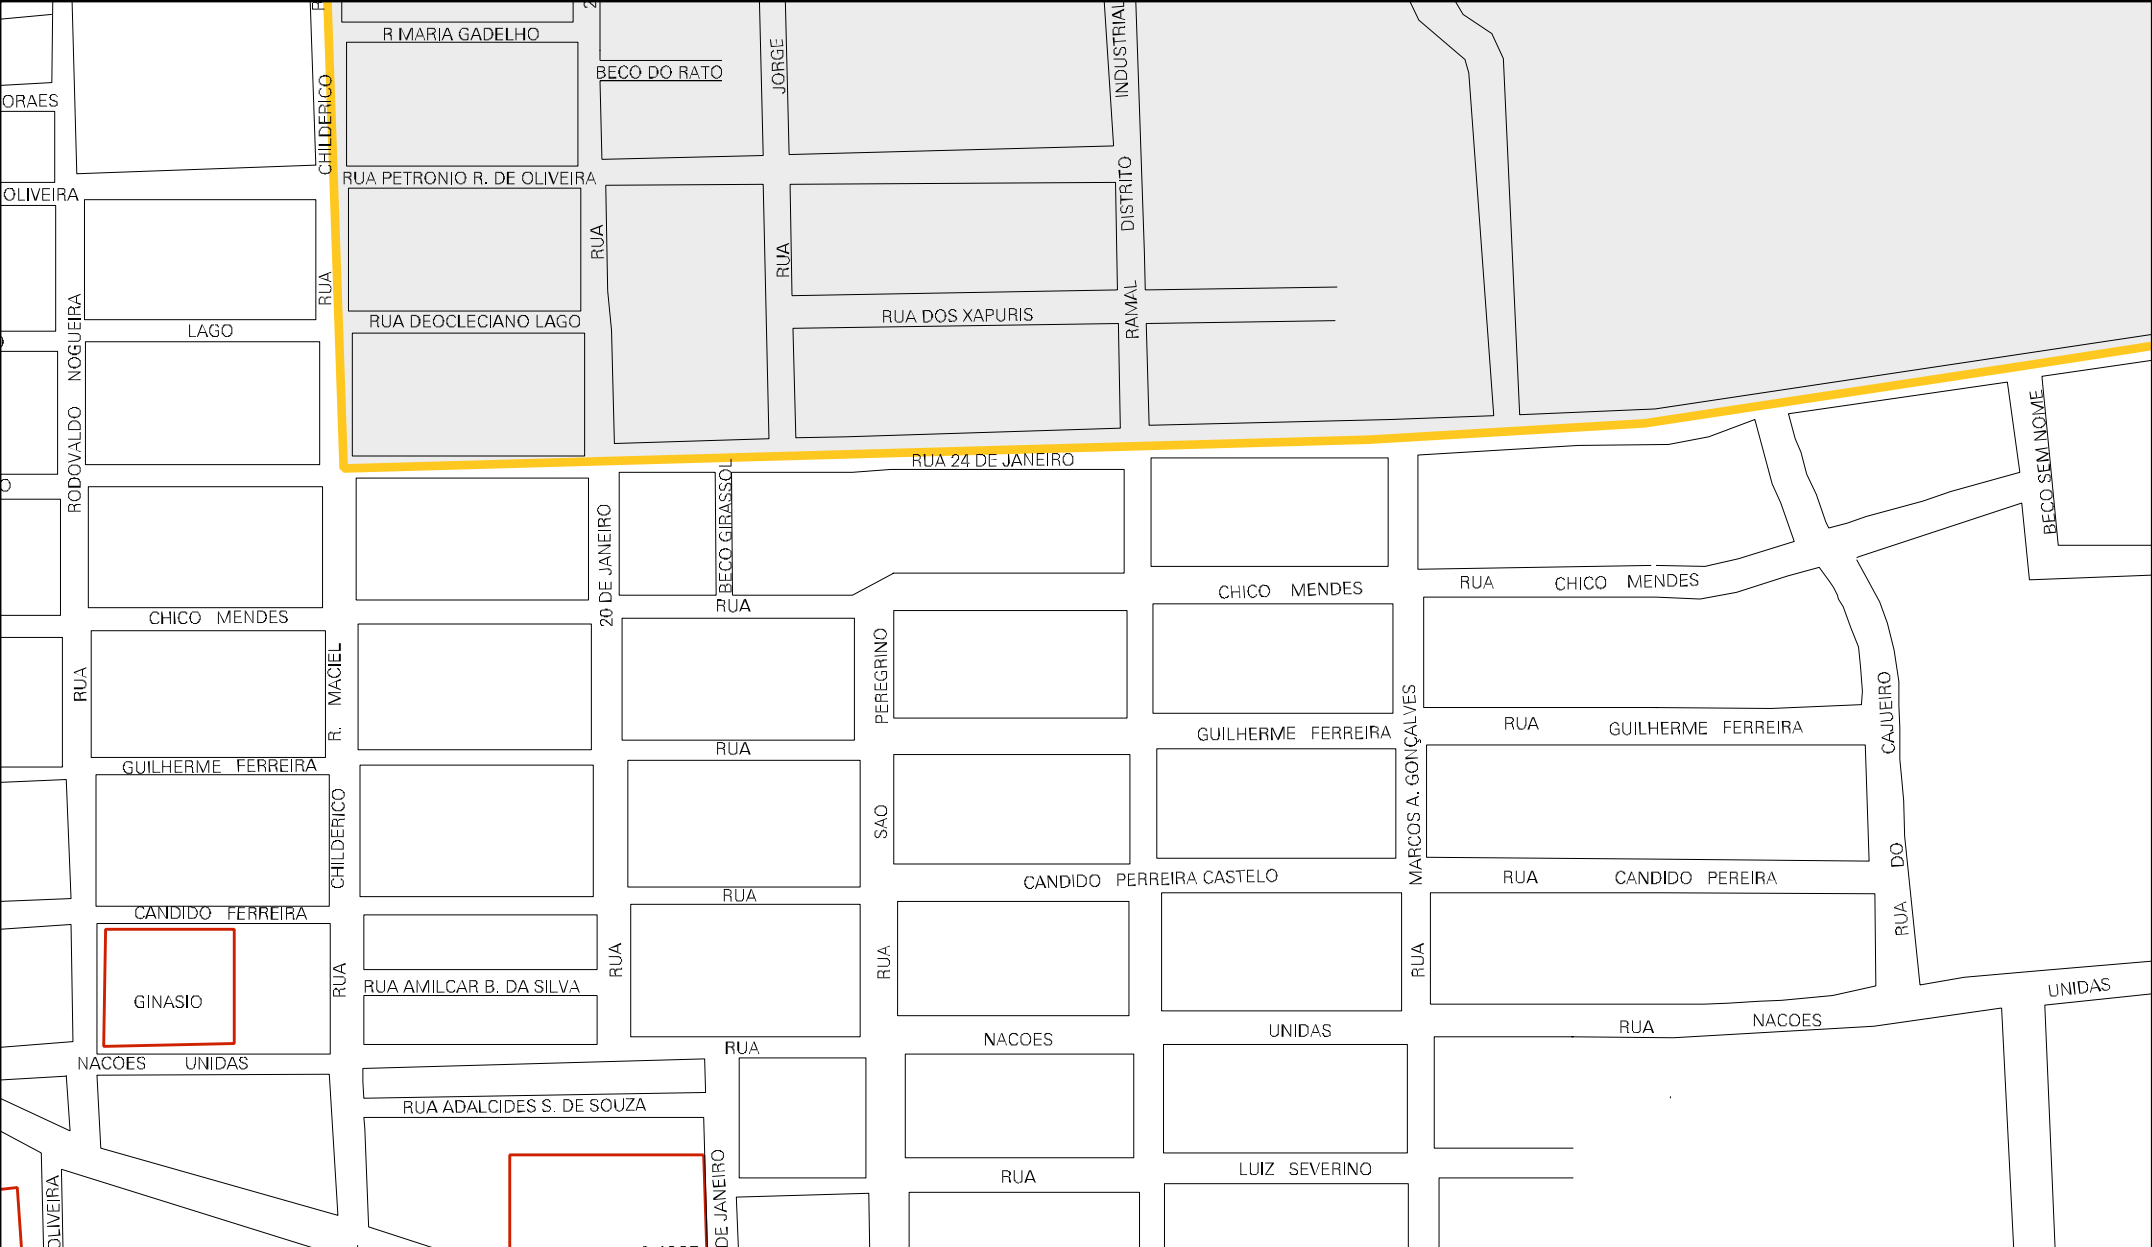 R MARIA GADELHO
BECO DO RATO
JORGE
INDUSTRIAL
ORAES
CHILDERICO
RUA PETRONIO R. DE OLIVEIRA
DISTRITO
OLIVEIRA
RUA
RUA
RUA
RAMAL
RUA DEOCLECIANO LAGO
RUA DOS XAPURIS
LAGO
RODOVALDO NOGUEIRA
RUA 24 DE JANEIRO
BECO SEM NOME
BECO GIRASSOL
20 DE JANEIRO
RUA CHICO MENDES
CHICO MENDES
RUA
CHICO MENDES
RUA
R. MACIEL
PEREGRINO
MARCOS A. GONÇALVES
CAJUEIRO
RUA GUILHERME FERREIRA
GUILHERME FERREIRA
RUA
GUILHERME FERREIRA
CHILDERICO
SAO
DO
CANDIDO PERREIRA CASTELO
RUA CANDIDO PEREIRA
RUA
CANDIDO FERREIRA
RUA
RUA
RUA
RUA
RUA
RUA AMILCAR B. DA SILVA
GINASIO
UNIDAS
RUA NACOES
UNIDAS
NACOES
RUA
NACOES UNIDAS
RUA ADALCIDES S. DE SOUZA
LUIZ SEVERINO
RUA
DE JANEIRO
OLIVEIRA